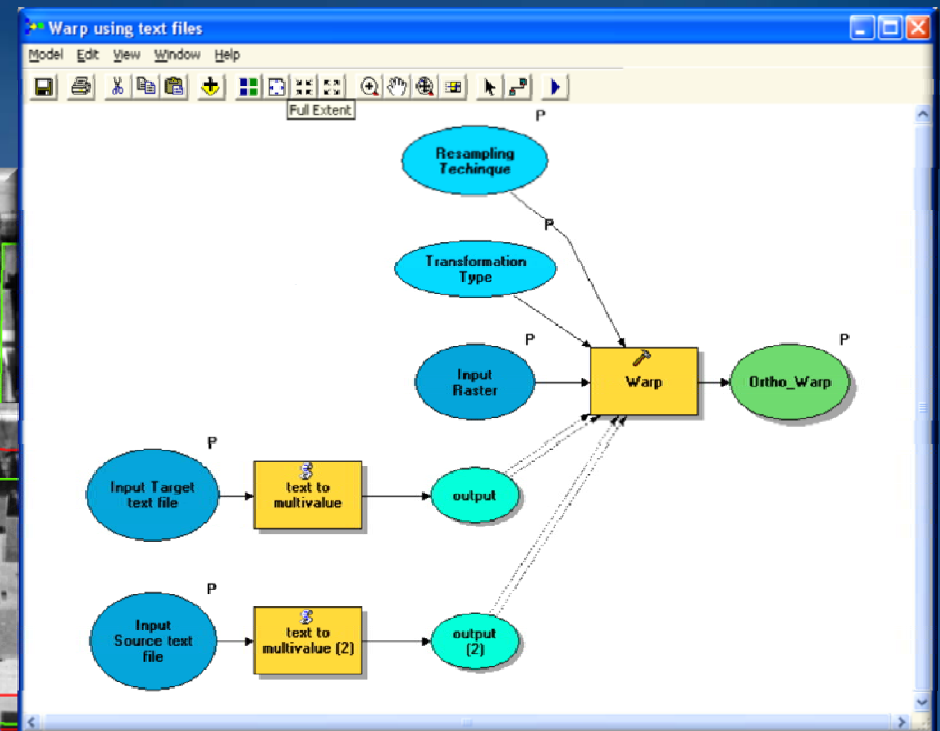 Warp using text files
Model Edit View Window Help
Full Extent
P
Resampling
Techinque
P
Transformation
Type
P
Input
Raster
Warp
P
Ortho_Warp
P
Input Target
text file
text to
multivalue
output
P
Input
Source text
file
text to
multivalue (2)
output
(2)